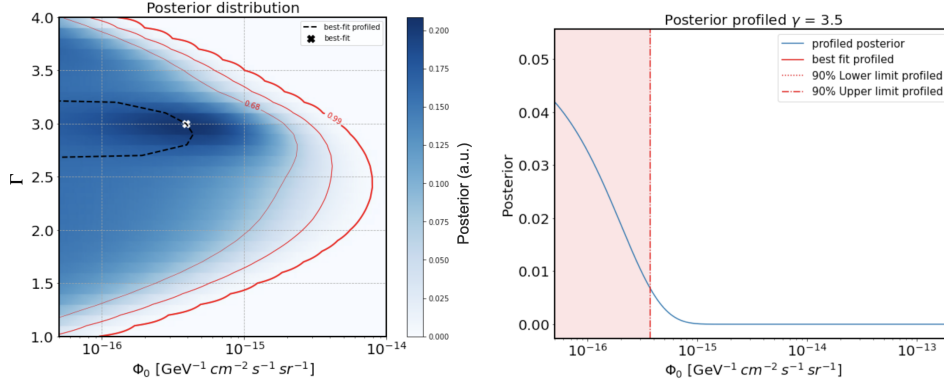 Posterior distribution
best-fit profiled
best-fit
0.68
0.99
4.0
3.5
3.0
2.5
2.0
1.5
1.0
Γ
10⁻¹⁶
10⁻¹⁵
10⁻¹⁴
Φ₀ [GeV⁻¹ cm⁻² s⁻¹ sr⁻¹]
0.200
0.175
0.150
0.125
0.100
0.075
0.050
0.025
0.000
Posterior (a.u.)
Posterior profiled γ = 3.5
profiled posterior
best fit profiled
90% Lower limit profiled
90% Upper limit profiled
0.05
0.04
0.03
0.02
0.01
0.00
Posterior
10⁻¹⁶
10⁻¹⁵
10⁻¹⁴
10⁻¹³
Φ₀ [GeV⁻¹ cm⁻² s⁻¹ sr⁻¹]